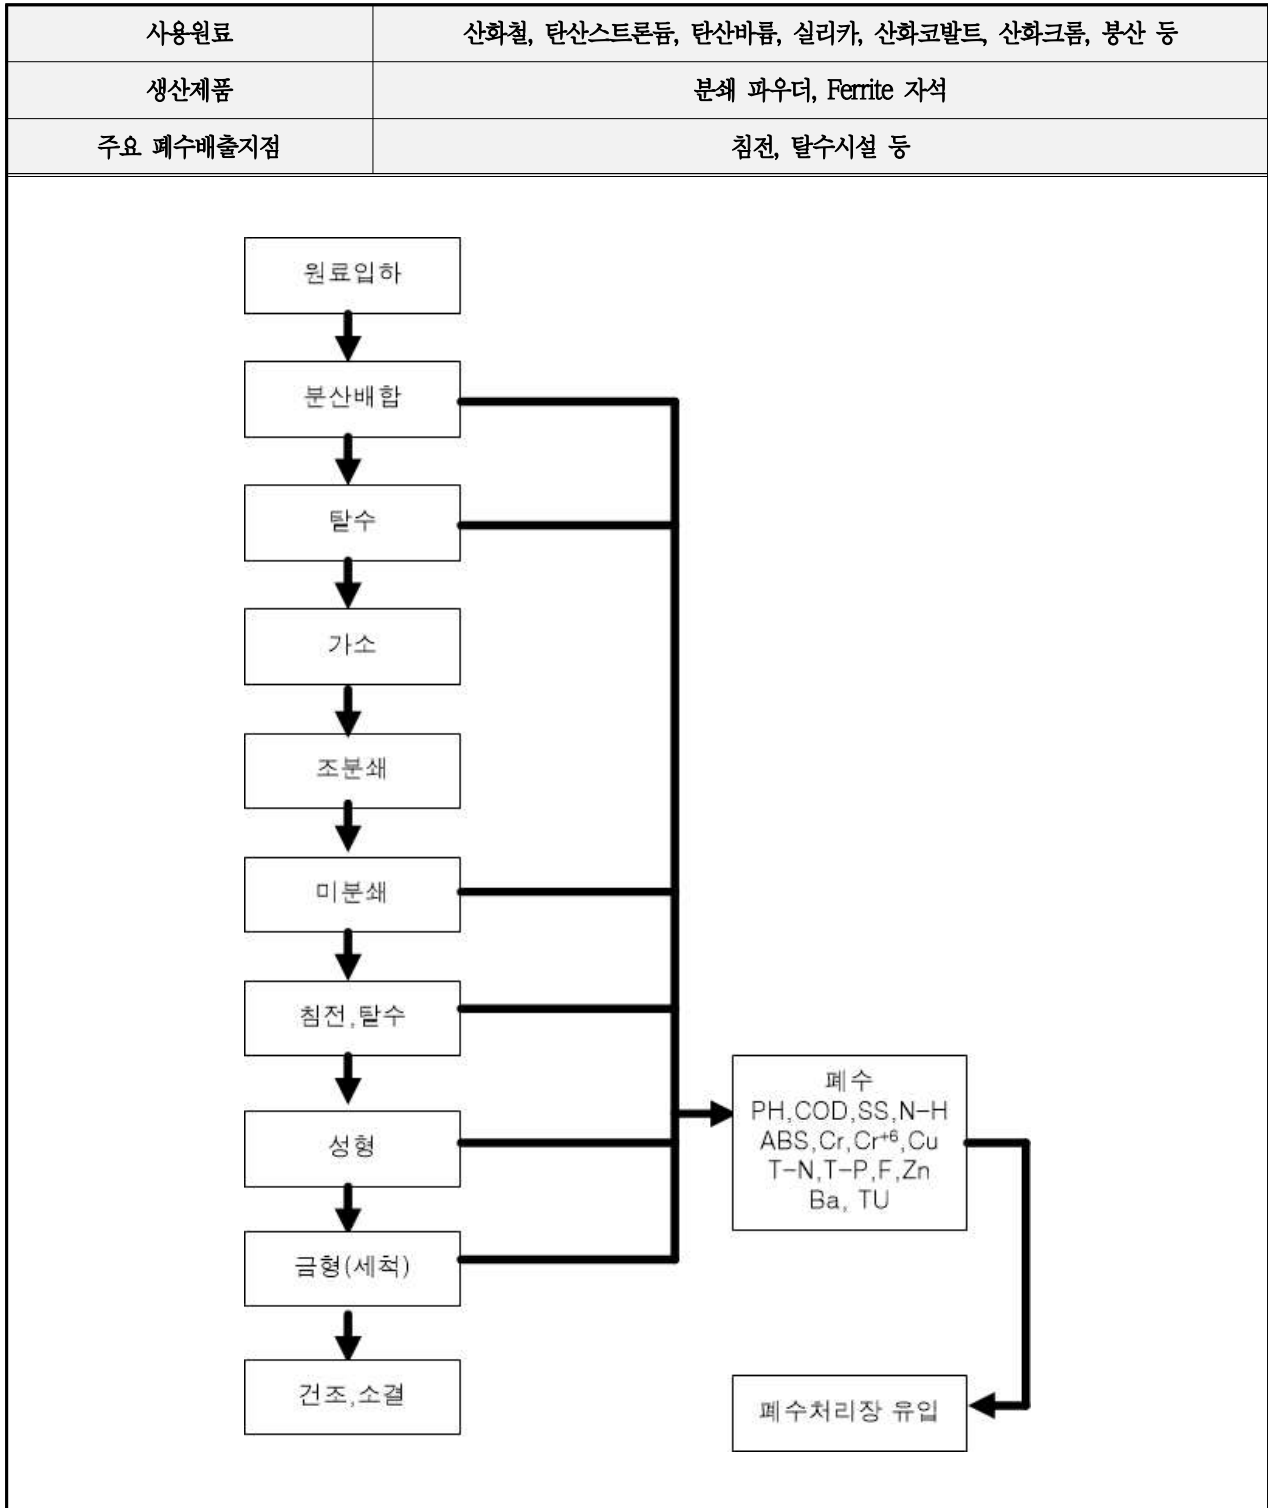 사용원료 산화철, 탄산스트론듐, 탄산바륨, 실리카, 산화코발트, 산화크롬, 붕산 등
생산제품 분쇄 파우더, Ferrite 자석
주요 폐수배출지점 침전, 탈수시설 등
원료입하
분산배합
탈수
가소
조분쇄
미분쇄
침전,탈수
성형
금형(세척)
건조,소결
폐수
PH,COD,SS,N-H
ABS,Cr,Cr⁺⁶,Cu
T-N,T-P,F,Zn
Ba, TU
폐수처리장 유입